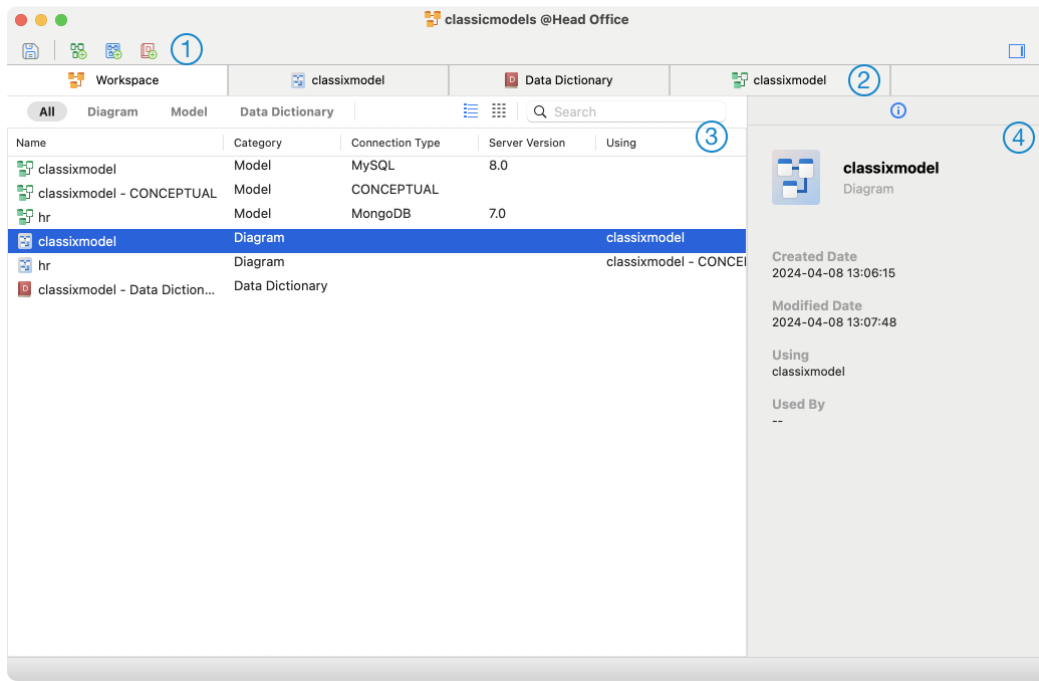 classicmodels @Head Office
1
Workspace classixmodel Data Dictionary classixmodel 2
All Diagram Model Data Dictionary Search
Name Category Connection Type Server Version Using 3 4
classixmodel Model MySQL 8.0
classixmodel - CONCEPTUAL Model CONCEPTUAL
hr Model MongoDB 7.0
classixmodel Diagram classixmodel
hr Diagram classixmodel - CONCEI
classixmodel - Data Diction... Data Dictionary
classixmodel
Diagram
Created Date
2024-04-08 13:06:15
Modified Date
2024-04-08 13:07:48
Using
classixmodel
Used By
--